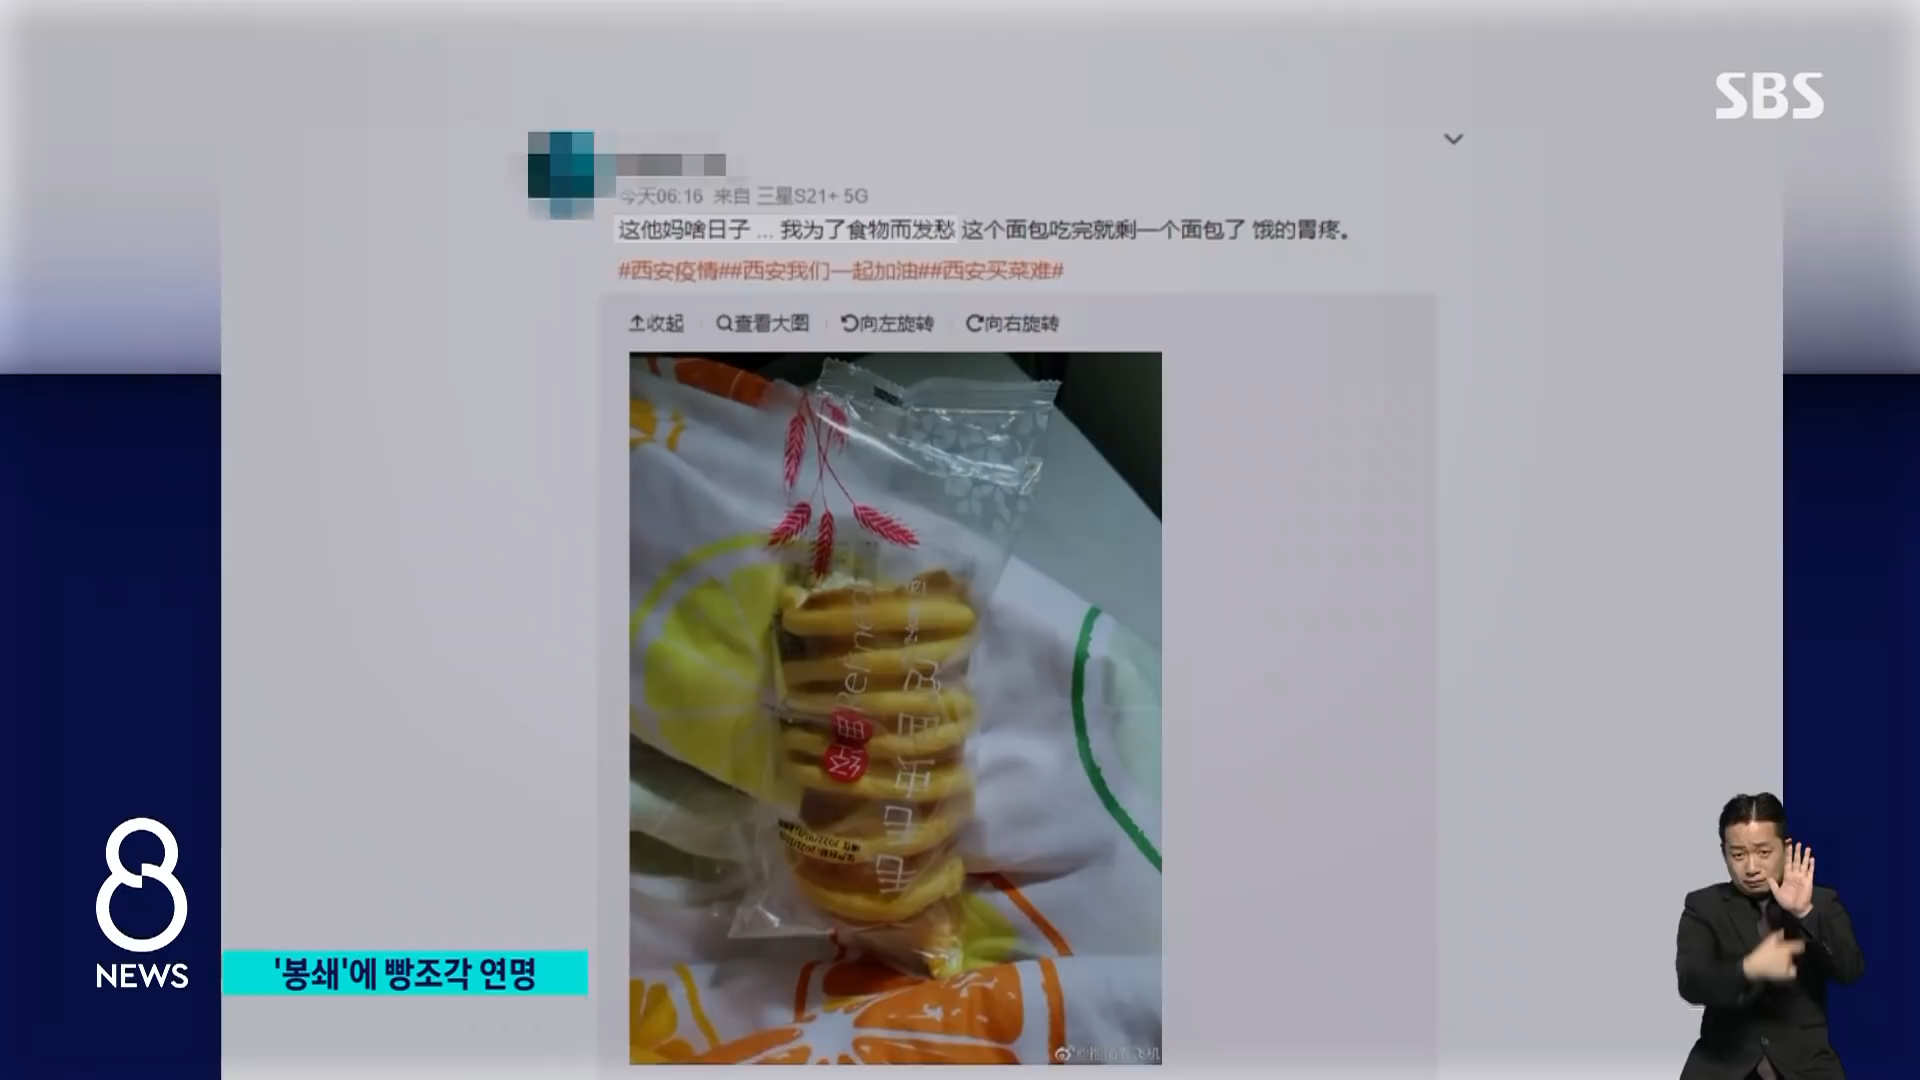 SBS
今天06:16 来自 三星S21+ 5G
这他妈啥日子 ... 我为了食物而发愁 这个面包吃完就剩一个面包了 饿的胃疼。
#西安疫情##西安我们一起加油##西安买菜难#
收起 查看大图 向左旋转 向右旋转
8
NEWS
'봉쇄'에 빵조각 연명